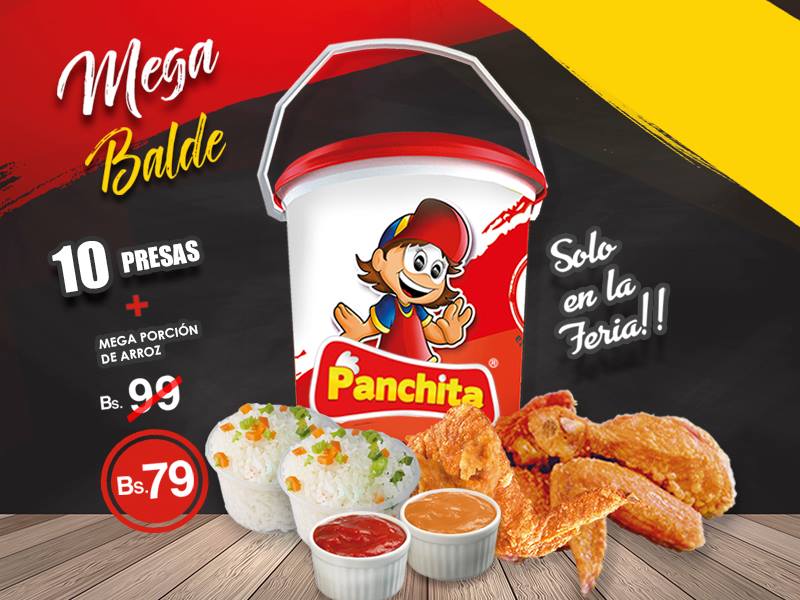 Mega
Balde
10 PRESAS
+
MEGA PORCIÓN
DE ARROZ
Bs. 99
Bs.79
Solo
en la
Feria!!
Panchita ®